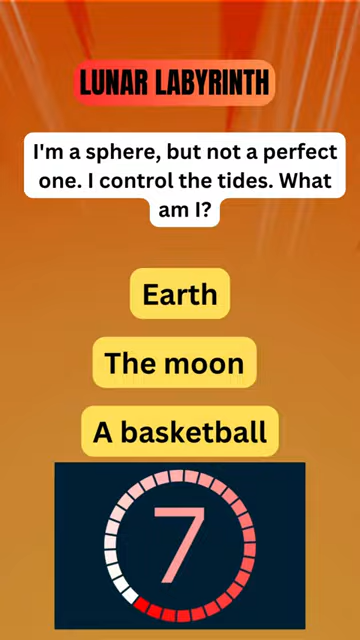 LUNAR LABYRINTH
I'm a sphere, but not a perfect
one. I control the tides. What
am I?
Earth
The moon
A basketball
7